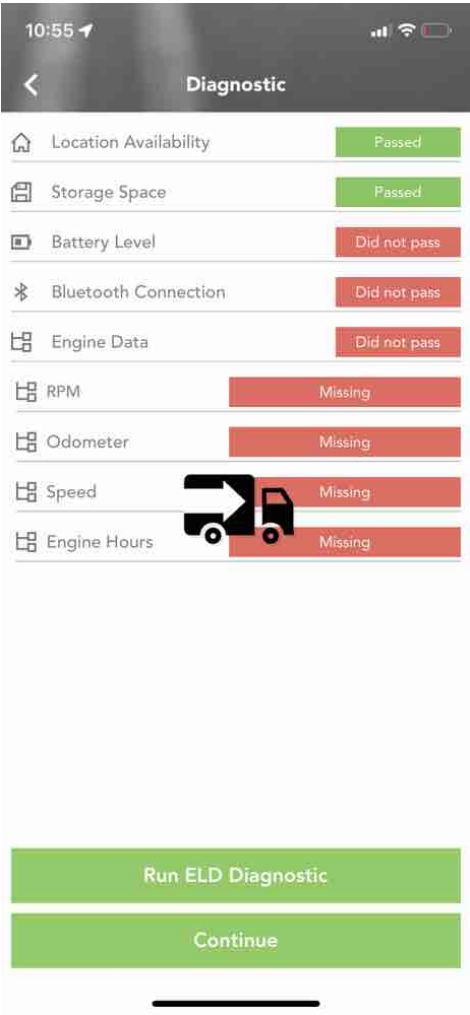 10:55
Diagnostic
Location Availability Passed
Storage Space Passed
Battery Level Did not pass
Bluetooth Connection Did not pass
Engine Data Did not pass
RPM Missing
Odometer Missing
Speed Missing
Engine Hours Missing
Run ELD Diagnostic
Continue